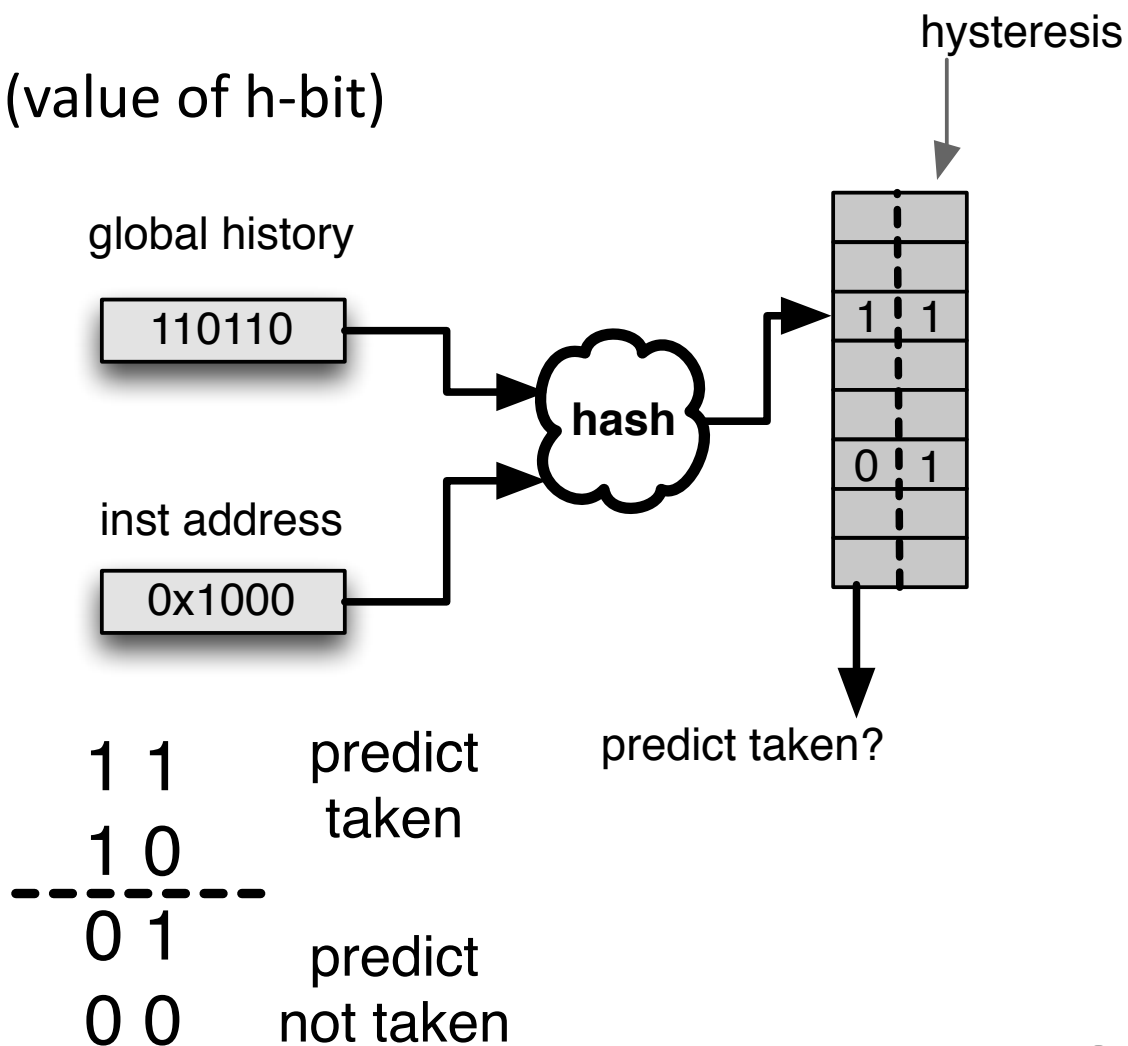 hysteresis
(value of h-bit)
global history
110110
hash
inst address
0x1000
1 1
0 1
predict taken?
1 1
1 0
predict
taken
0 1
0 0
predict
not taken